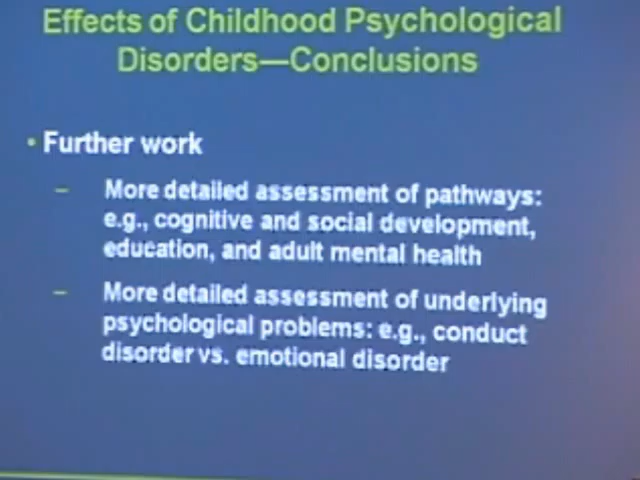 Effects of Childhood Psychological
Disorders—Conclusions
• Further work
– More detailed assessment of pathways:
e.g., cognitive and social development,
education, and adult mental health
– More detailed assessment of underlying
psychological problems: e.g., conduct
disorder vs. emotional disorder